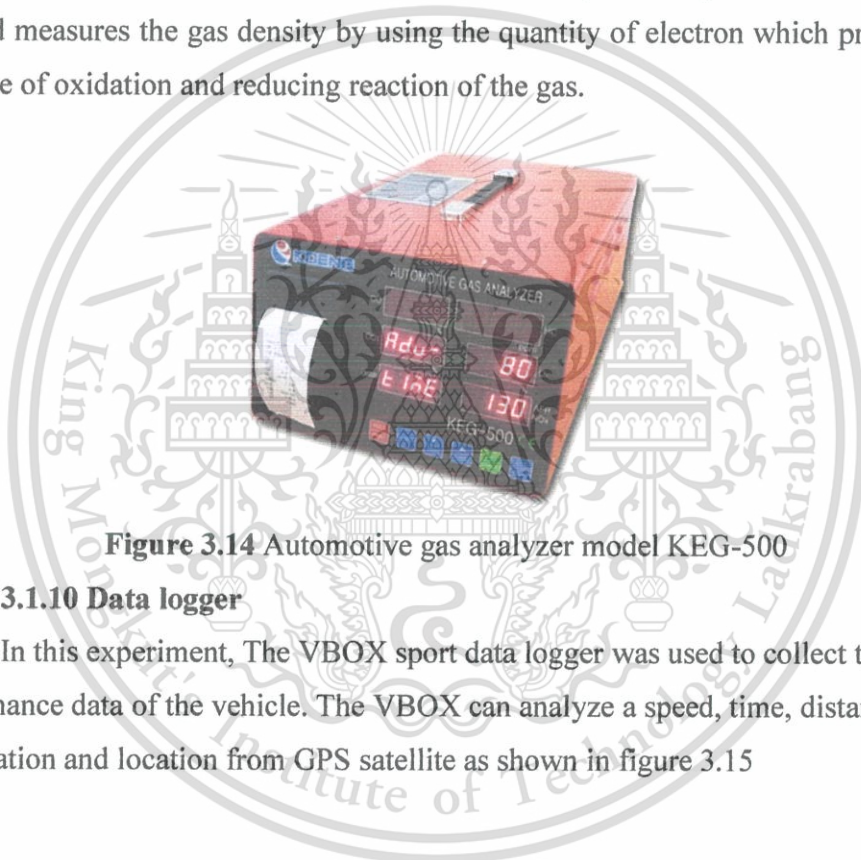 measures the gas density by using the quantity of electron which
e of oxidation and reducing reaction of the gas.
KOENG
AUTOMOTIVE GAS ANALYZER
80
130
KEG-500
King Mongkut's Institute of Technology Ladkrabang
Figure 3.14 Automotive gas analyzer model KEG-500
3.1.10 Data logger
In this experiment, The VBOX sport data logger was used to collect
data of the vehicle. The VBOX can analyze a speed, time,
and location from GPS satellite as shown in figure 3.15